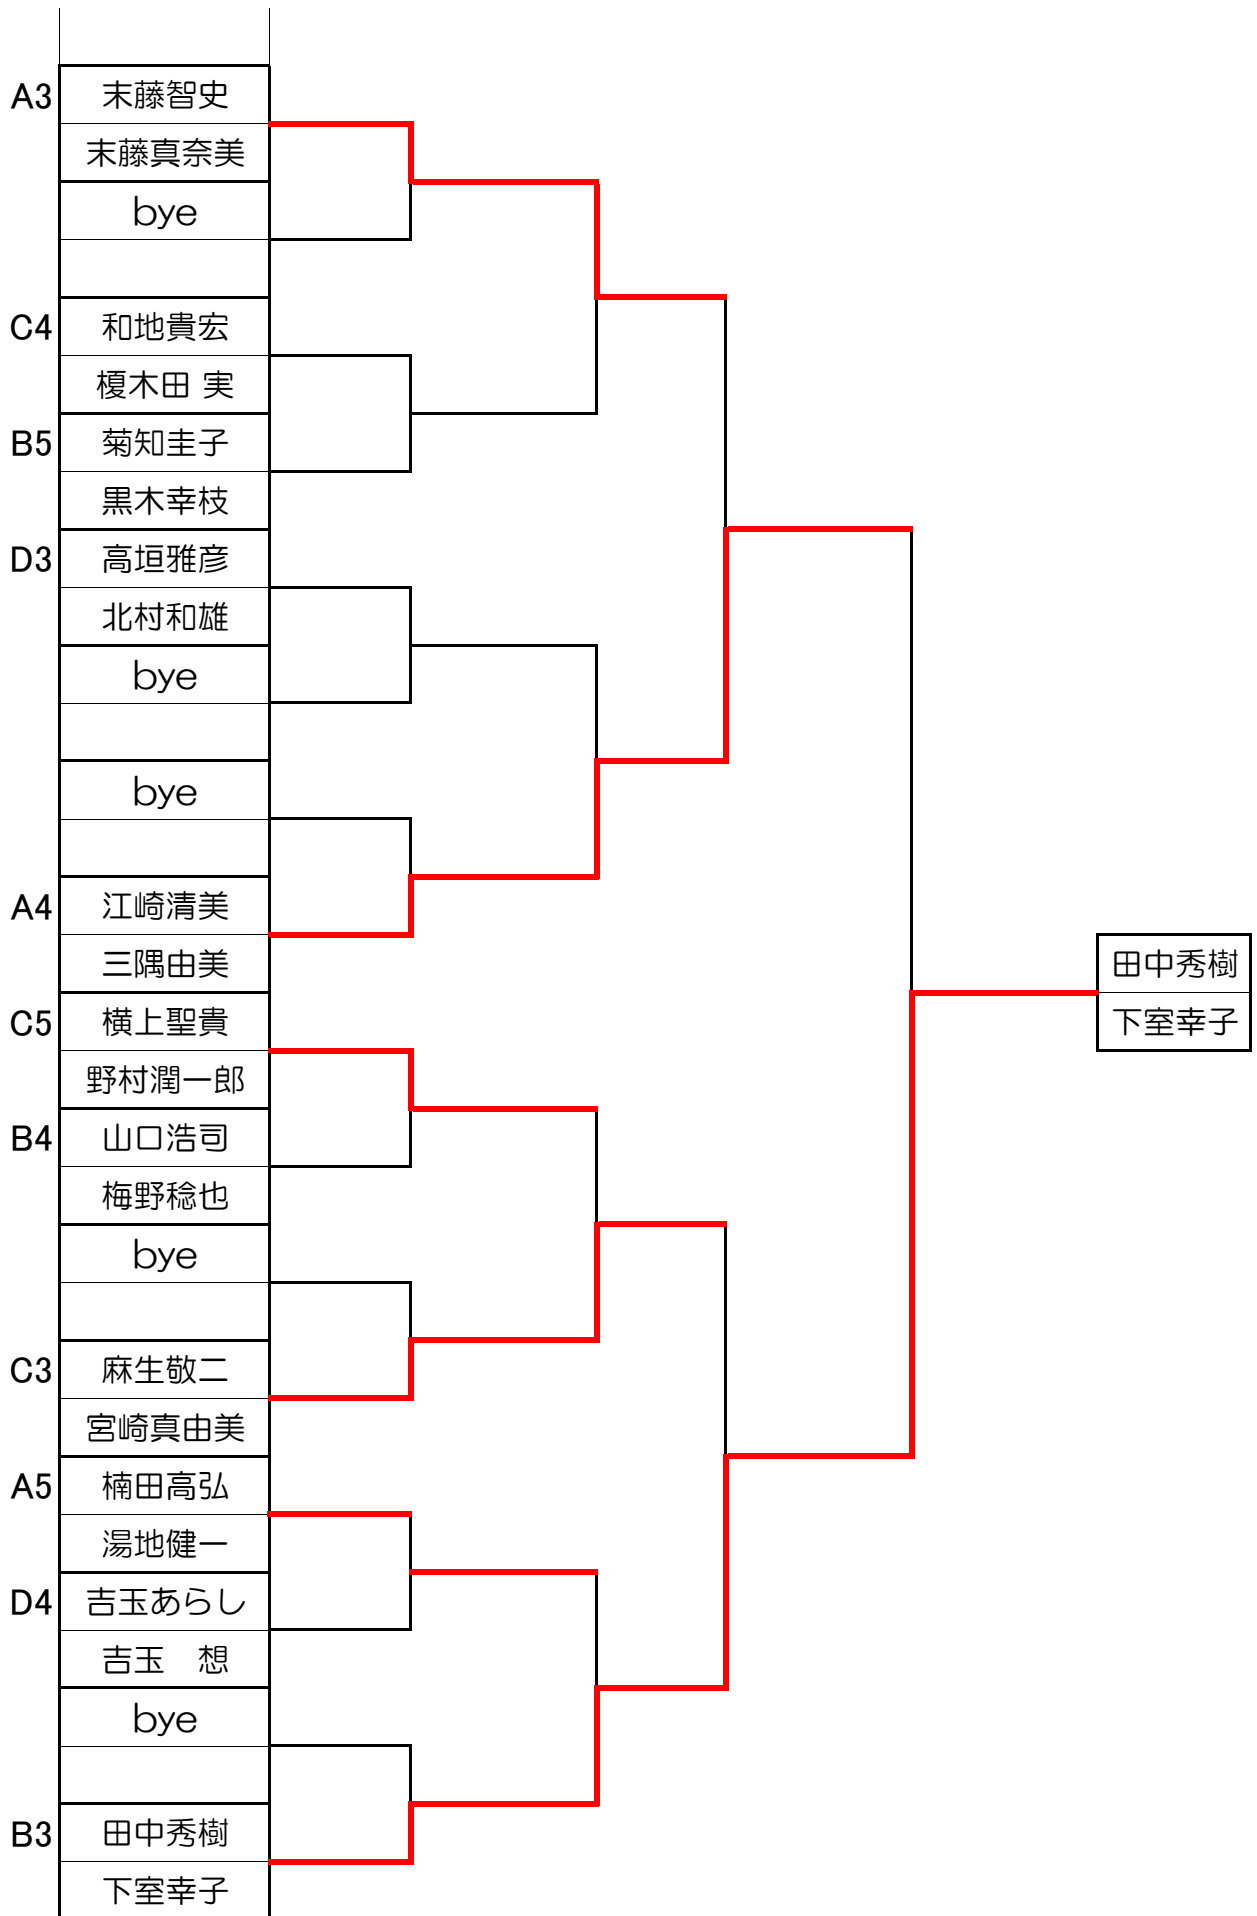 A3 末藤智史
末藤真奈美
bye
C4 和地貴宏
榎木田 実
B5 菊知圭子
黒木幸枝
D3 高垣雅彦
北村和雄
bye
bye
A4 江崎清美
三隅由美
田中秀樹
下室幸子
C5 横上聖貴
野村潤一郎
B4 山口浩司
梅野稔也
bye
C3 麻生敬二
宮崎真由美
A5 楠田高弘
湯地健一
D4 吉玉あらし
吉玉　想
bye
B3 田中秀樹
下室幸子